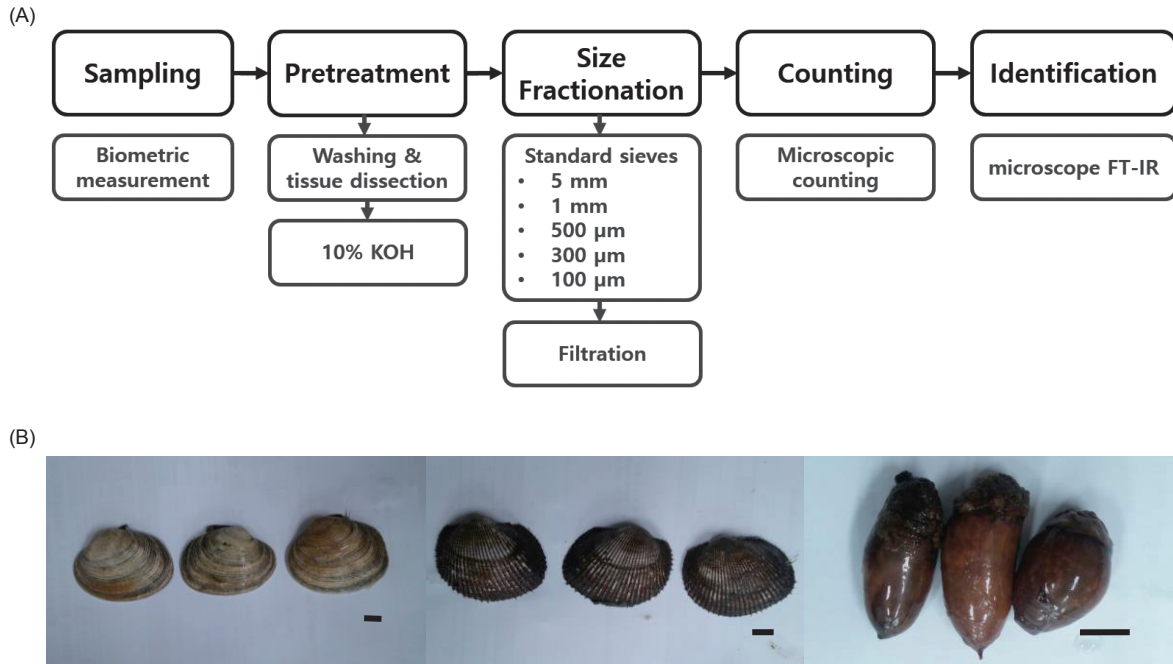 (A)
Sampling
Pretreatment
Size
Fractionation
Counting
Identification
Biometric
measurement
Washing &
tissue dissection
10% KOH
Standard sieves
• 5 mm
• 1 mm
• 500 µm
• 300 µm
• 100 µm
Filtration
Microscopic
counting
microscope FT-IR
(B)